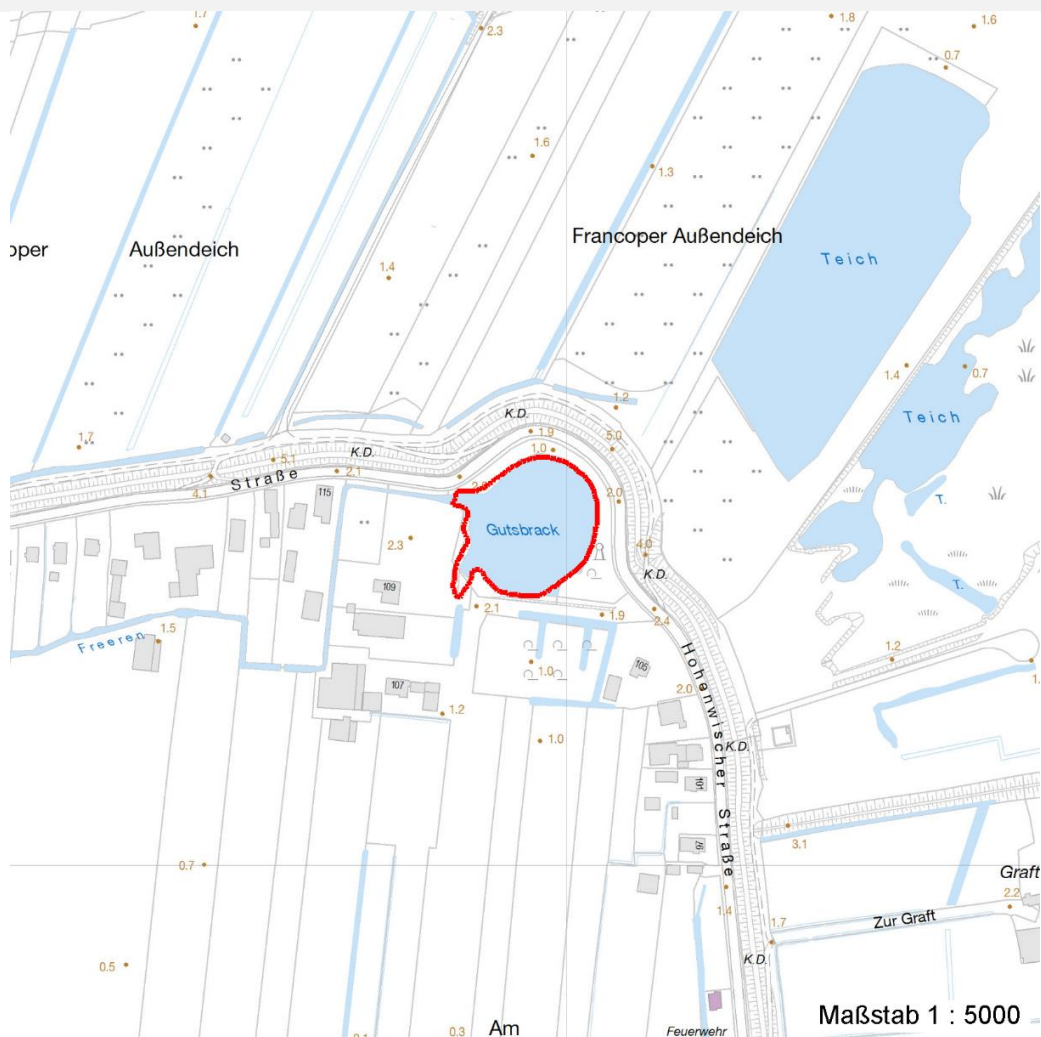 1.7
2.3
1.8
1.6
0.7
1.6
1.3
oper
Außendeich
Francoper Außendeich
Teich
1.4
1.4
0.7
1.2
Teich
K.D.
1.9
1.7
5.1
K.D.
1.0
5.0
2.1
4.1
Straße
115
2.0
T.
Gutsbrack
2.3
4.0
K.D.
109
T.
2.1
1.9
2.4
Freeren
1.5
1.2
1.0
105
Hohenwischer Straße
107
2.0
1.2
1.0
K.D.
101
3.1
97
0.7
Graft
1.4
2.2
Zur Graft
1.7
K.D.
0.5
Maßstab 1 : 5000
0.3
Am
Feuerwehr